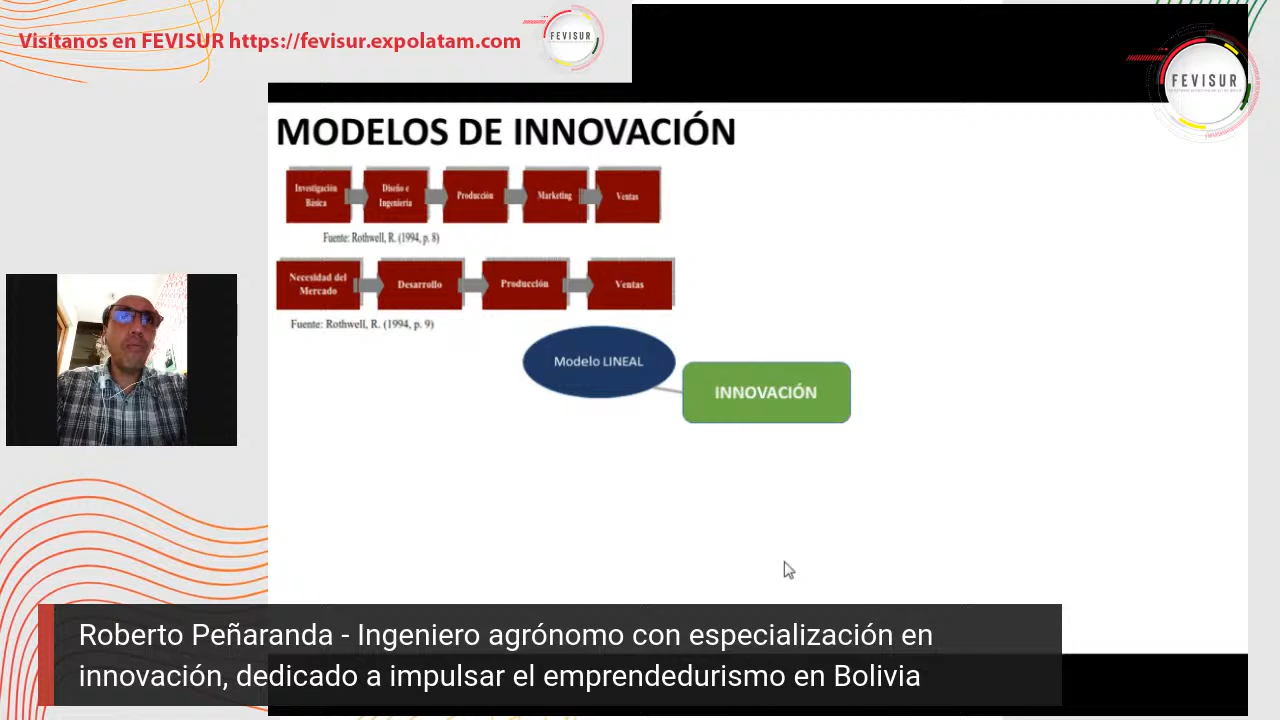 Visítanos en FEVISUR https://fevisur.expolatam.com
FEVISUR
FEVISUR
MODELOS DE INNOVACIÓN
Investigación
Básica
Diseño e
Ingeniería
Producción
Marketing
Ventas
Fuente: Rothwell, R. (1994, p. 8)
Necesidad del
Mercado
Desarrollo
Producción
Ventas
Fuente: Rothwell, R. (1994, p. 9)
Modelo LINEAL
INNOVACIÓN
Roberto Peñaranda - Ingeniero agrónomo con especialización en
innovación, dedicado a impulsar el emprendedurismo en Bolivia